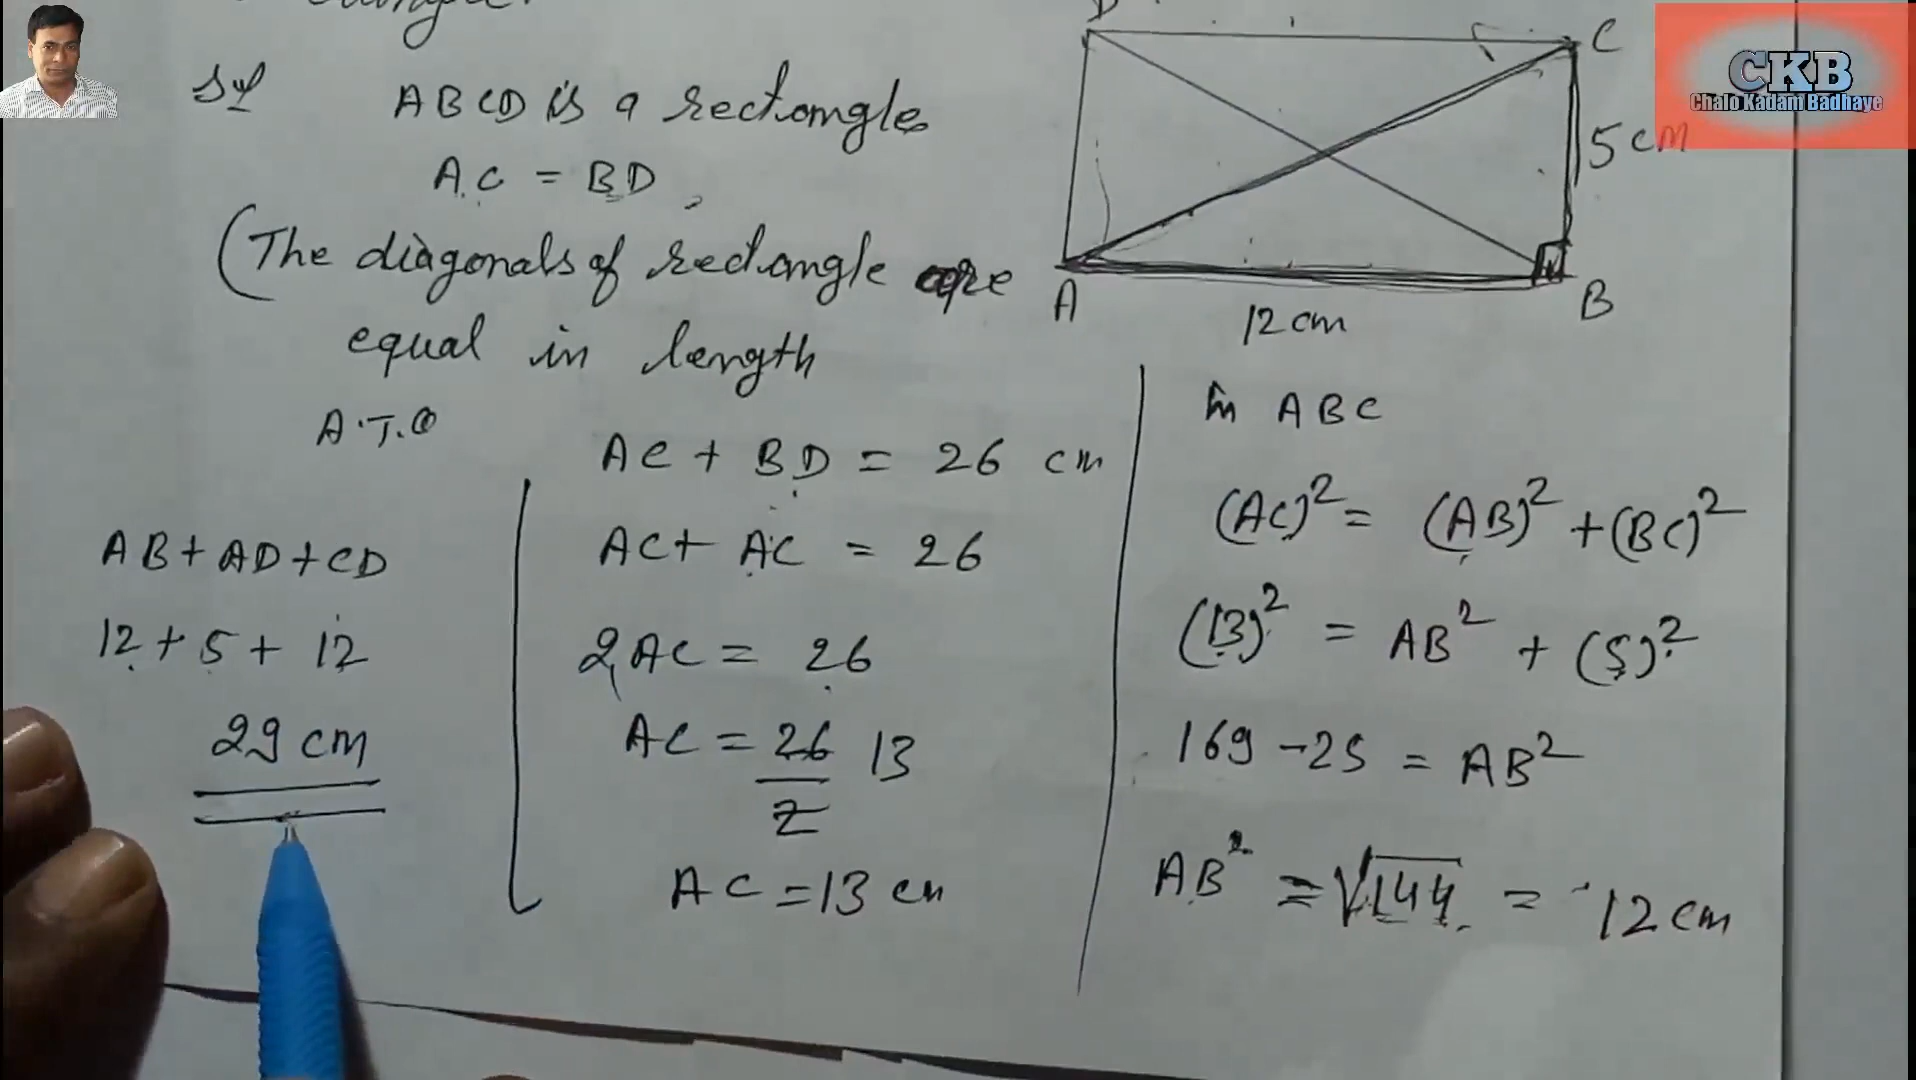 Sol
ABCD is a rectangle
AC = BD,
(The diagonals of rectangle are
equal in length
A.T.Q
AC + BD = 26 cm
AC + AC = 26
2AC = 26
AC = 26/2 13
AC = 13 cm
AB + AD + CD
12 + 5 + 12
29 cm
D
C
5 cm
A
B
12 cm
In ABC
(AC)² = (AB)² + (BC)²
(13)² = AB² + (5)²
169 - 25 = AB²
AB² = √144 = 12 cm
CKB
Chalo Kadam Badhaye